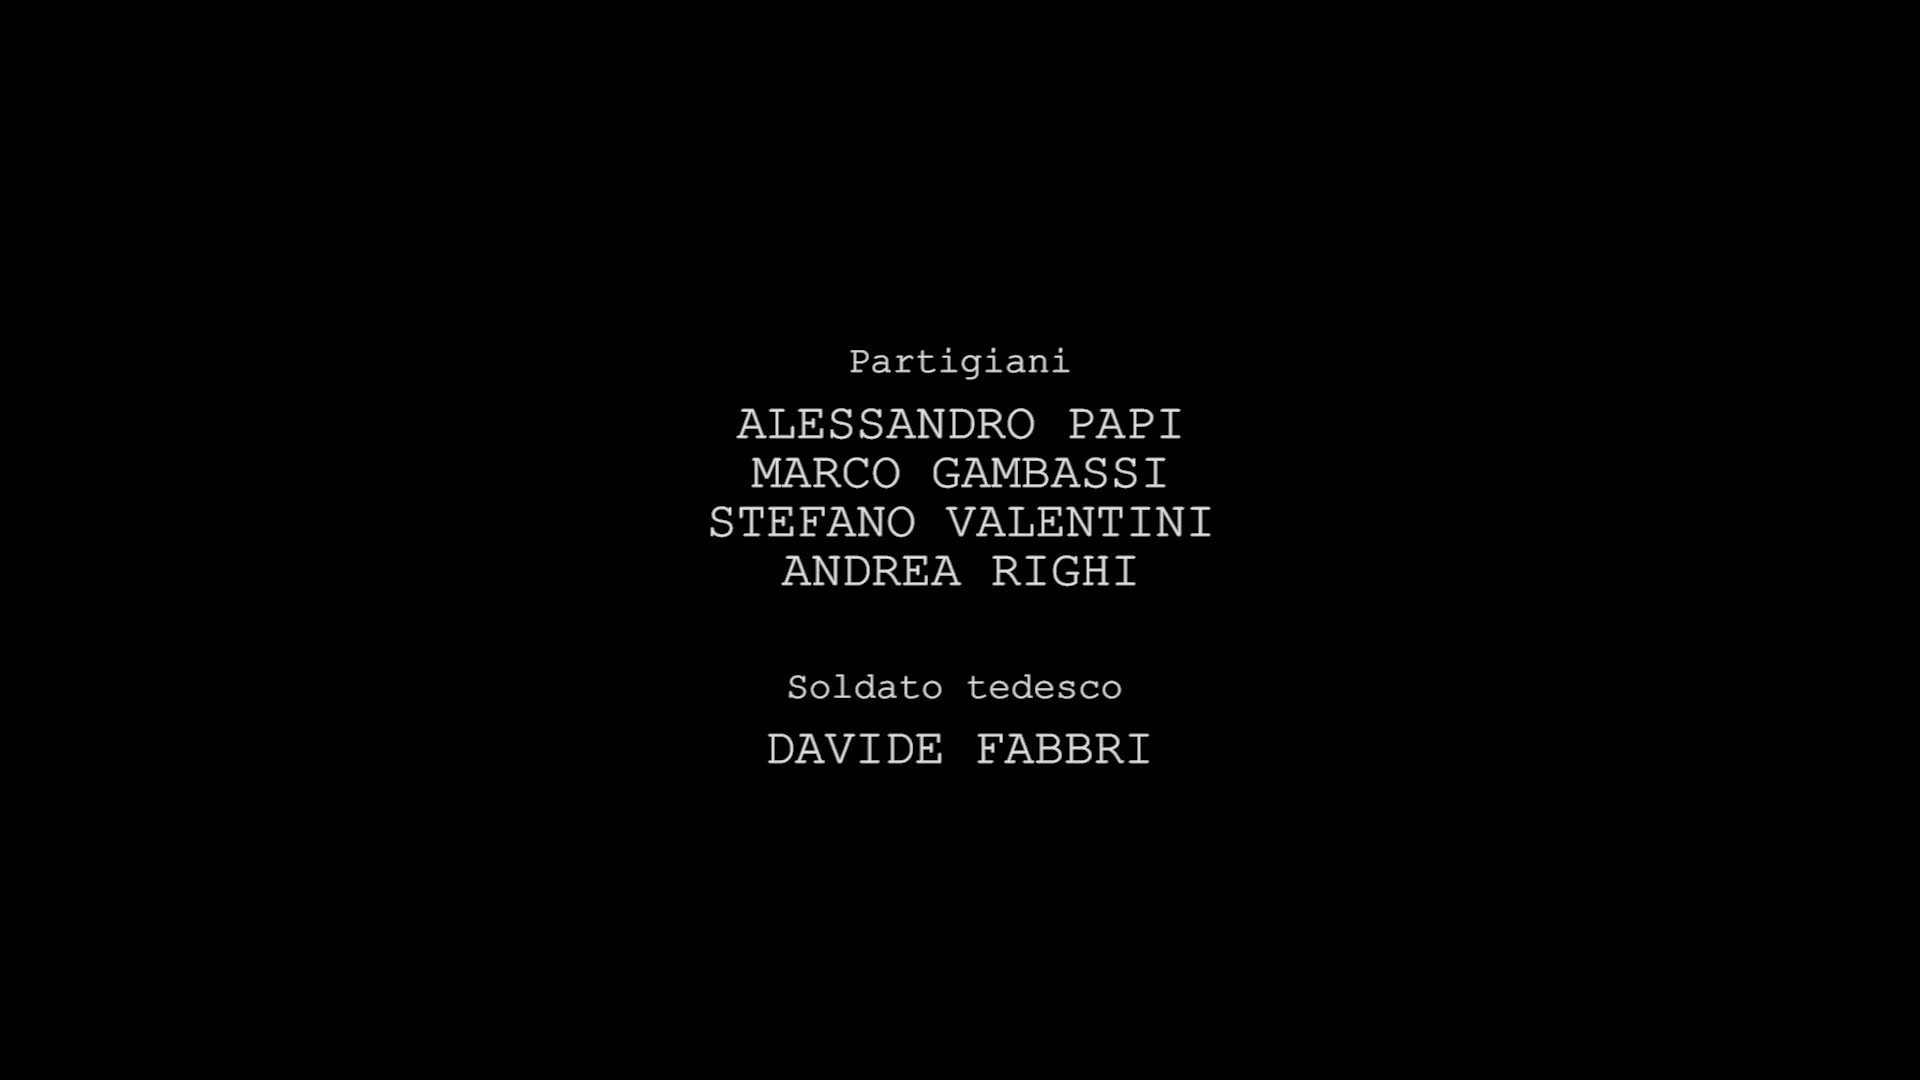 Partigiani
ALESSANDRO PAPI
MARCO GAMBASSI
STEFANO VALENTINI
ANDREA RIGHI
Soldato tedesco
DAVIDE FABBRI